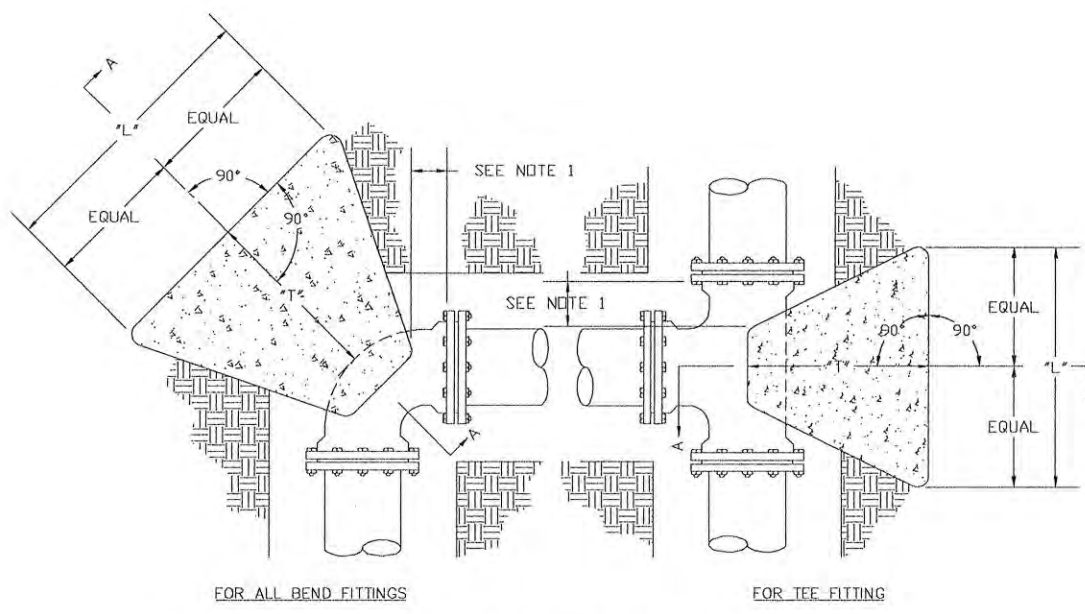 A
"L"
EQUAL
90°
EQUAL
90°
"T"
SEE NOTE 1
SEE NOTE 1
A
A
EQUAL
90°
90°
"T"
"L"
EQUAL
FOR ALL BEND FITTINGS
FOR TEE FITTING